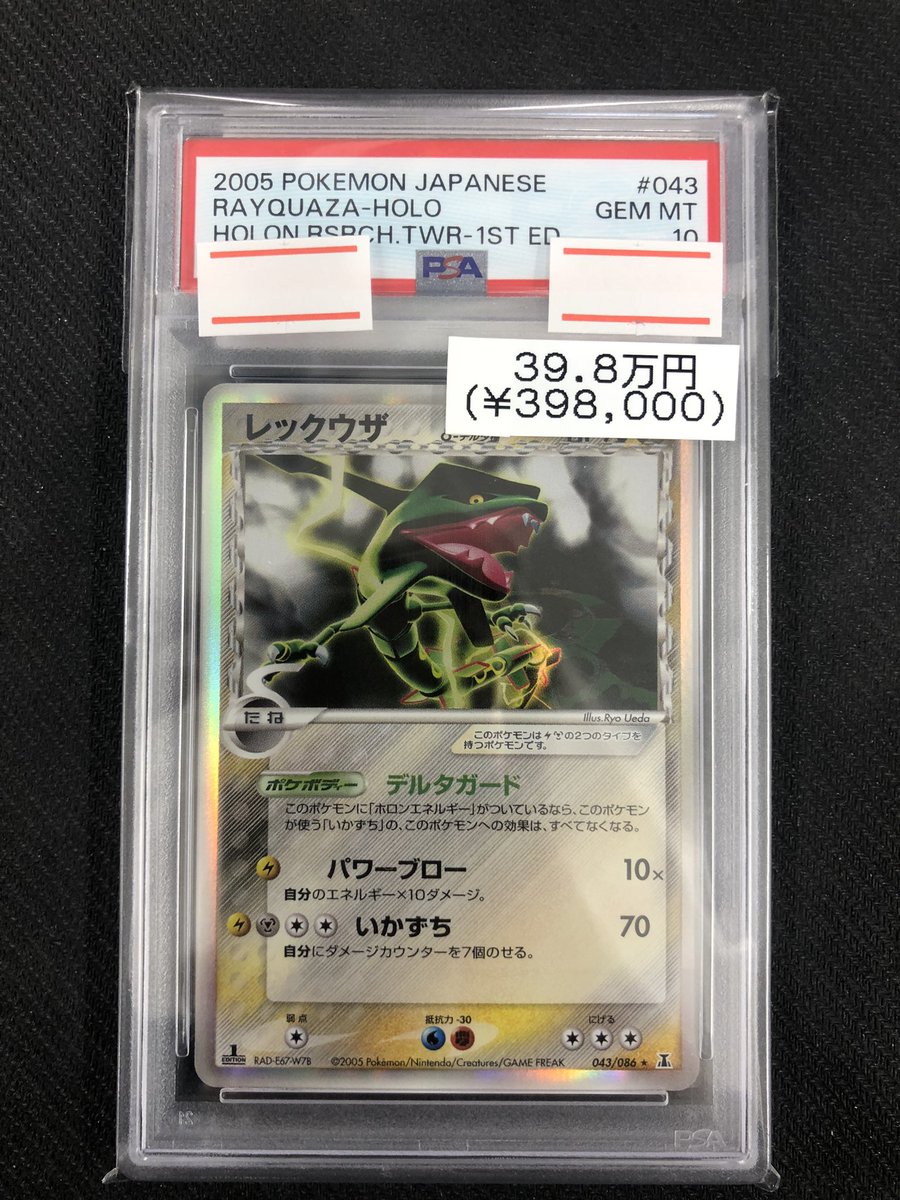 2005 POKEMON JAPANESE #043
RAYQUAZA-HOLO GEM MT
HOLON RSRCH.TWR-1ST ED 10
PSA
39.8万円
(¥398,000)
レックウザ
Illus.Ryo Ueda
たね
このポケモンは の2つのタイプを
持つポケモンです。
ポケボディー デルタガード
このポケモンに「ホロンエネルギー」がついているなら、このポケモン
が使う「いかずち」の、このポケモンへの効果は、すべてなくなる。
パワーブロー 10×
自分のエネルギー×10ダメージ。
いかずち 70
自分にダメージカウンターを7個のせる。
弱点 抵抗力 -30 にげる
1 EDITION RAD-E67-W7B ©2005 Pokémon/Nintendo/Creatures/GAME FREAK 043/086 ★
PSA